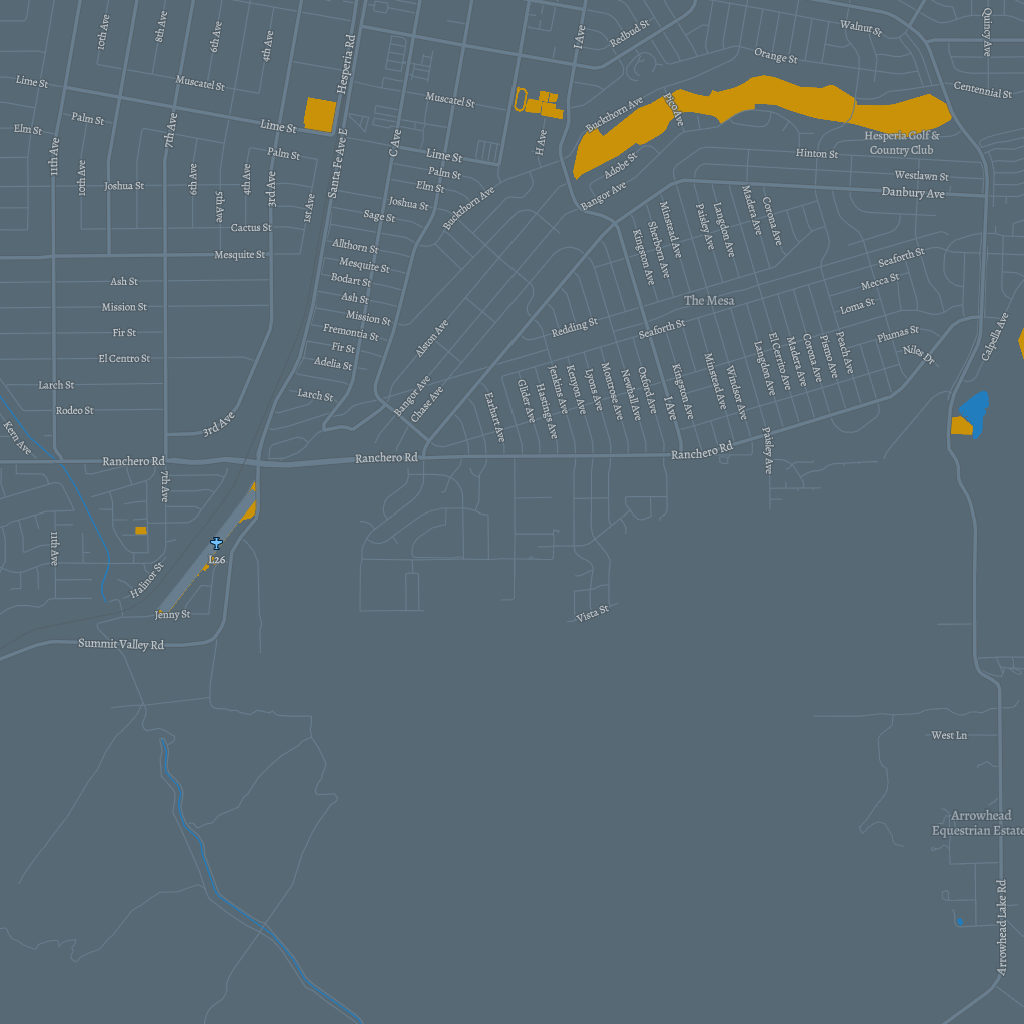 10th Ave
8th Ave
6th Ave
4th Ave
Hesperia Rd
I Ave
Redbud St
Walnut St
Quincy Ave
Orange St
Lime St
Muscatel St
Muscatel St
Centennial St
Palm St
Elm St
7th Ave
Lime St
C Ave
H Ave
Buckthorn Ave
Pico Ave
Hesperia Golf &
Country Club
11th Ave
10th Ave
Palm St
Lime St
Palm St
Hinton St
Joshua St
6th Ave
4th Ave
3rd Ave
Santa Fe Ave E
Elm St
Adobe St
Westlawn St
Danbury Ave
5th Ave
1st Ave
Joshua St
Sage St
Buckthorn Ave
Bangor Ave
Cactus St
Mesquite St
Allthorn St
Mesquite St
Bodart St
Kingston Ave
Sherborn Ave
Minstead Ave
Paisley Ave
Langdon Ave
Madera Ave
Corona Ave
Seaforth St
Mecca St
Ash St
Mission St
Fir St
El Centro St
Ash St
Mission St
Fremontia St
Fir St
Adelia St
Alston Ave
The Mesa
Lorna St
Redding St
Seaforth St
Plumas St
Niles Dr
Calpella Ave
Larch St
Rodeo St
Larch St
Bangor Ave
Chase Ave
Earhart Ave
Glider Ave
Hastings Ave
Jenkins Ave
Kenyon Ave
Lyons Ave
Montrose Ave
Newhall Ave
Oxford Ave
I Ave
Kingston Ave
Minstead Ave
Windsor Ave
Langdon Ave
El Cerrito Ave
Madera Ave
Corona Ave
Pismo Ave
Peach Ave
Kern Ave
3rd Ave
Ranchero Rd
Ranchero Rd
Ranchero Rd
Paisley Ave
7th Ave
11th Ave
L26
Halinor St
Jenny St
Summit Valley Rd
Vista St
West Ln
Arrowhead
Equestrian Estate
Arrowhead Lake Rd